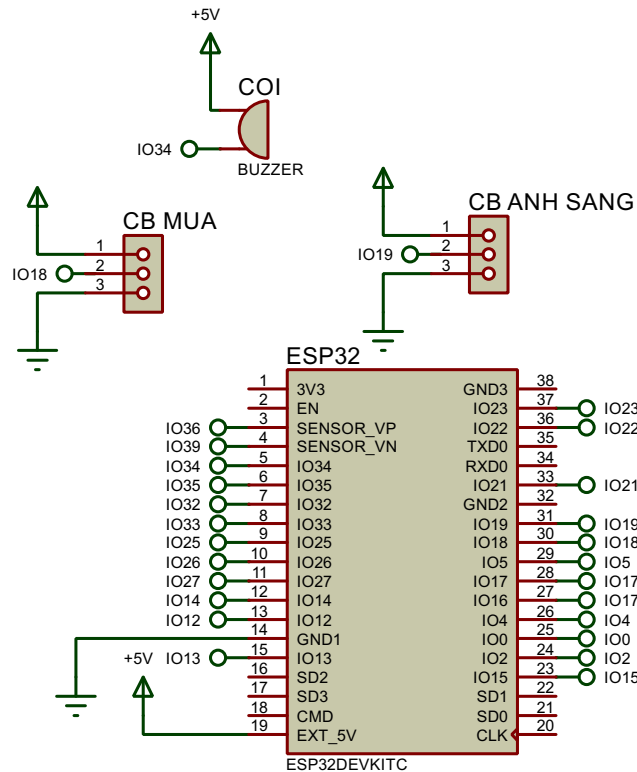 +5V
COI
IO34
BUZZER
CB MUA
1
IO18 2
3
CB ANH SANG
1
IO19 2
3
ESP32
1 3V3 GND3 38
2 EN IO23 37 IO23
IO36 3 SENSOR_VP IO22 36 IO22
IO39 4 SENSOR_VN TXD0 35
IO34 5 IO34 RXD0 34
IO35 6 IO35 IO21 33 IO21
IO32 7 IO32 GND2 32
IO33 8 IO33 IO19 31 IO19
IO25 9 IO25 IO18 30 IO18
IO26 10 IO26 IO5 29 IO5
IO27 11 IO27 IO17 28 IO17
IO14 12 IO14 IO16 27 IO17
IO12 13 IO12 IO4 26 IO4
14 GND1 IO0 25 IO0
+5V IO13 15 IO13 IO2 24 IO2
16 SD2 IO15 23 IO15
17 SD3 SD1 22
18 CMD SD0 21
19 EXT_5V CLK 20
ESP32DEVKITC